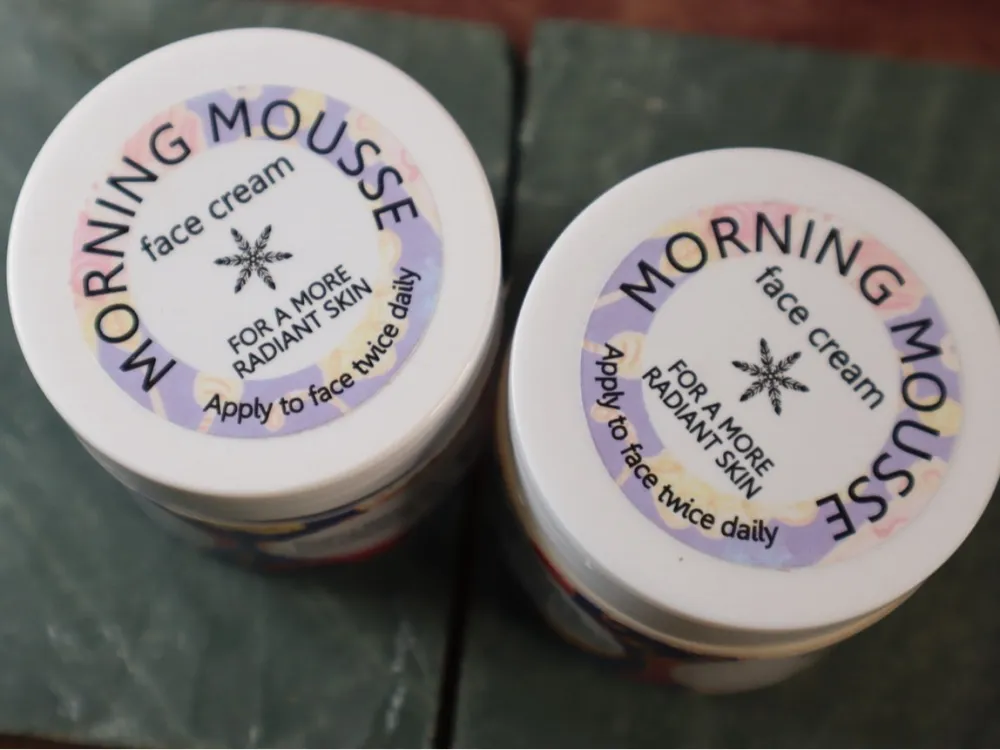 MORNING MOUSSE
face cream
FOR A MORE
RADIANT SKIN
Apply to face twice daily
MORNING MOUSSE
face cream
FOR A MORE
RADIANT SKIN
Apply to face twice daily